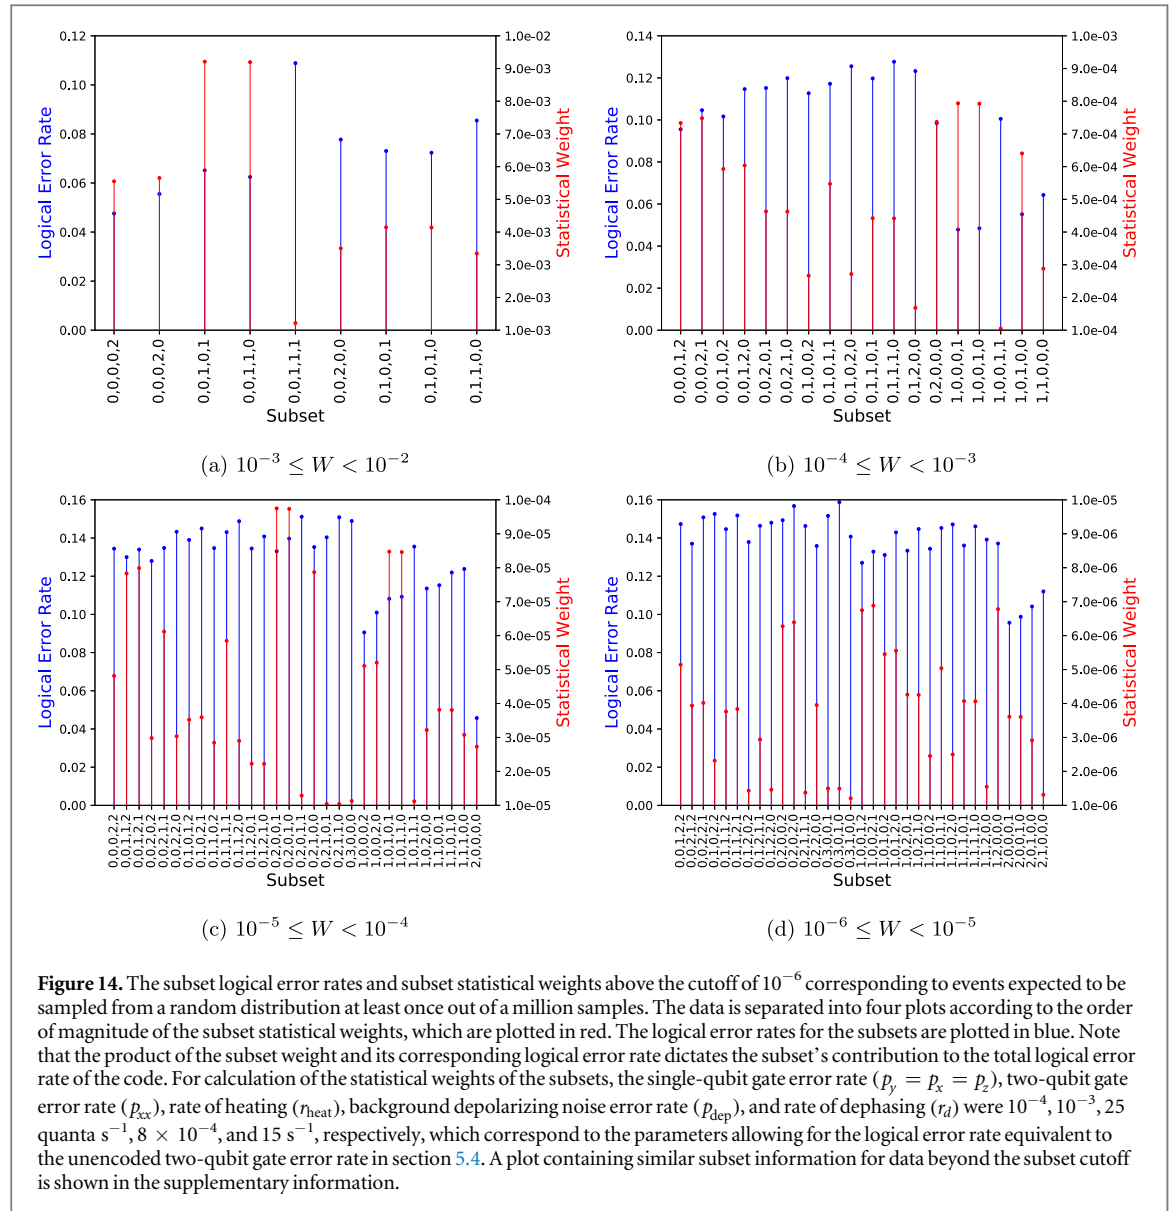 0.12
0.10
0.08
0.06
0.04
0.02
0.00
Logical Error Rate
1.0e-02
9.0e-03
8.0e-03
7.0e-03
6.0e-03
5.0e-03
4.0e-03
3.0e-03
2.0e-03
1.0e-03
Statistical Weight
0,0,0,0,2
0,0,0,2,0
0,0,1,0,1
0,0,1,1,0
0,0,1,1,1
0,0,2,0,0
0,1,0,0,1
0,1,0,1,0
0,1,1,0,0
Subset
(a) 10⁻³ ≤ W < 10⁻²
0.14
0.12
0.10
0.08
0.06
0.04
0.02
0.00
Logical Error Rate
1.0e-03
9.0e-04
8.0e-04
7.0e-04
6.0e-04
5.0e-04
4.0e-04
3.0e-04
2.0e-04
1.0e-04
Statistical Weight
0,0,0,1,2
0,0,0,2,1
0,0,1,0,2
0,0,1,2,0
0,0,2,0,1
0,0,2,1,0
0,1,0,0,2
0,1,0,1,1
0,1,0,2,0
0,1,1,0,1
0,1,1,1,0
0,1,2,0,0
0,2,0,0,0
1,0,0,0,1
1,0,0,1,0
1,0,0,1,1
1,0,1,0,0
1,1,0,0,0
Subset
(b) 10⁻⁴ ≤ W < 10⁻³
0.16
0.14
0.12
0.10
0.08
0.06
0.04
0.02
0.00
Logical Error Rate
1.0e-04
9.0e-05
8.0e-05
7.0e-05
6.0e-05
5.0e-05
4.0e-05
3.0e-05
2.0e-05
1.0e-05
Statistical Weight
Subset
(c) 10⁻⁵ ≤ W < 10⁻⁴
0.16
0.14
0.12
0.10
0.08
0.06
0.04
0.02
0.00
Logical Error Rate
1.0e-05
9.0e-06
8.0e-06
7.0e-06
6.0e-06
5.0e-06
4.0e-06
3.0e-06
2.0e-06
1.0e-06
Statistical Weight
Subset
(d) 10⁻⁶ ≤ W < 10⁻⁵
Figure 14. The subset logical error rates and subset statistical weights above the cutoff of 10⁻⁶ corresponding to events expected to be
sampled from a random distribution at least once out of a million samples. The data is separated into four plots according to the order
of magnitude of the subset statistical weights, which are plotted in red. The logical error rates for the subsets are plotted in blue. Note
that the product of the subset weight and its corresponding logical error rate dictates the subset's contribution to the total logical error
rate of the code. For calculation of the statistical weights of the subsets, the single-qubit gate error rate (p_y = p_x = p_z), two-qubit gate
error rate (p_xx), rate of heating (r_heat), background depolarizing noise error rate (p_dep), and rate of dephasing (r_d) were 10⁻⁴, 10⁻³, 25
quanta s⁻¹, 8 × 10⁻⁴, and 15 s⁻¹, respectively, which correspond to the parameters allowing for the logical error rate equivalent to
the unencoded two-qubit gate error rate in section 5.4. A plot containing similar subset information for data beyond the subset cutoff
is shown in the supplementary information.